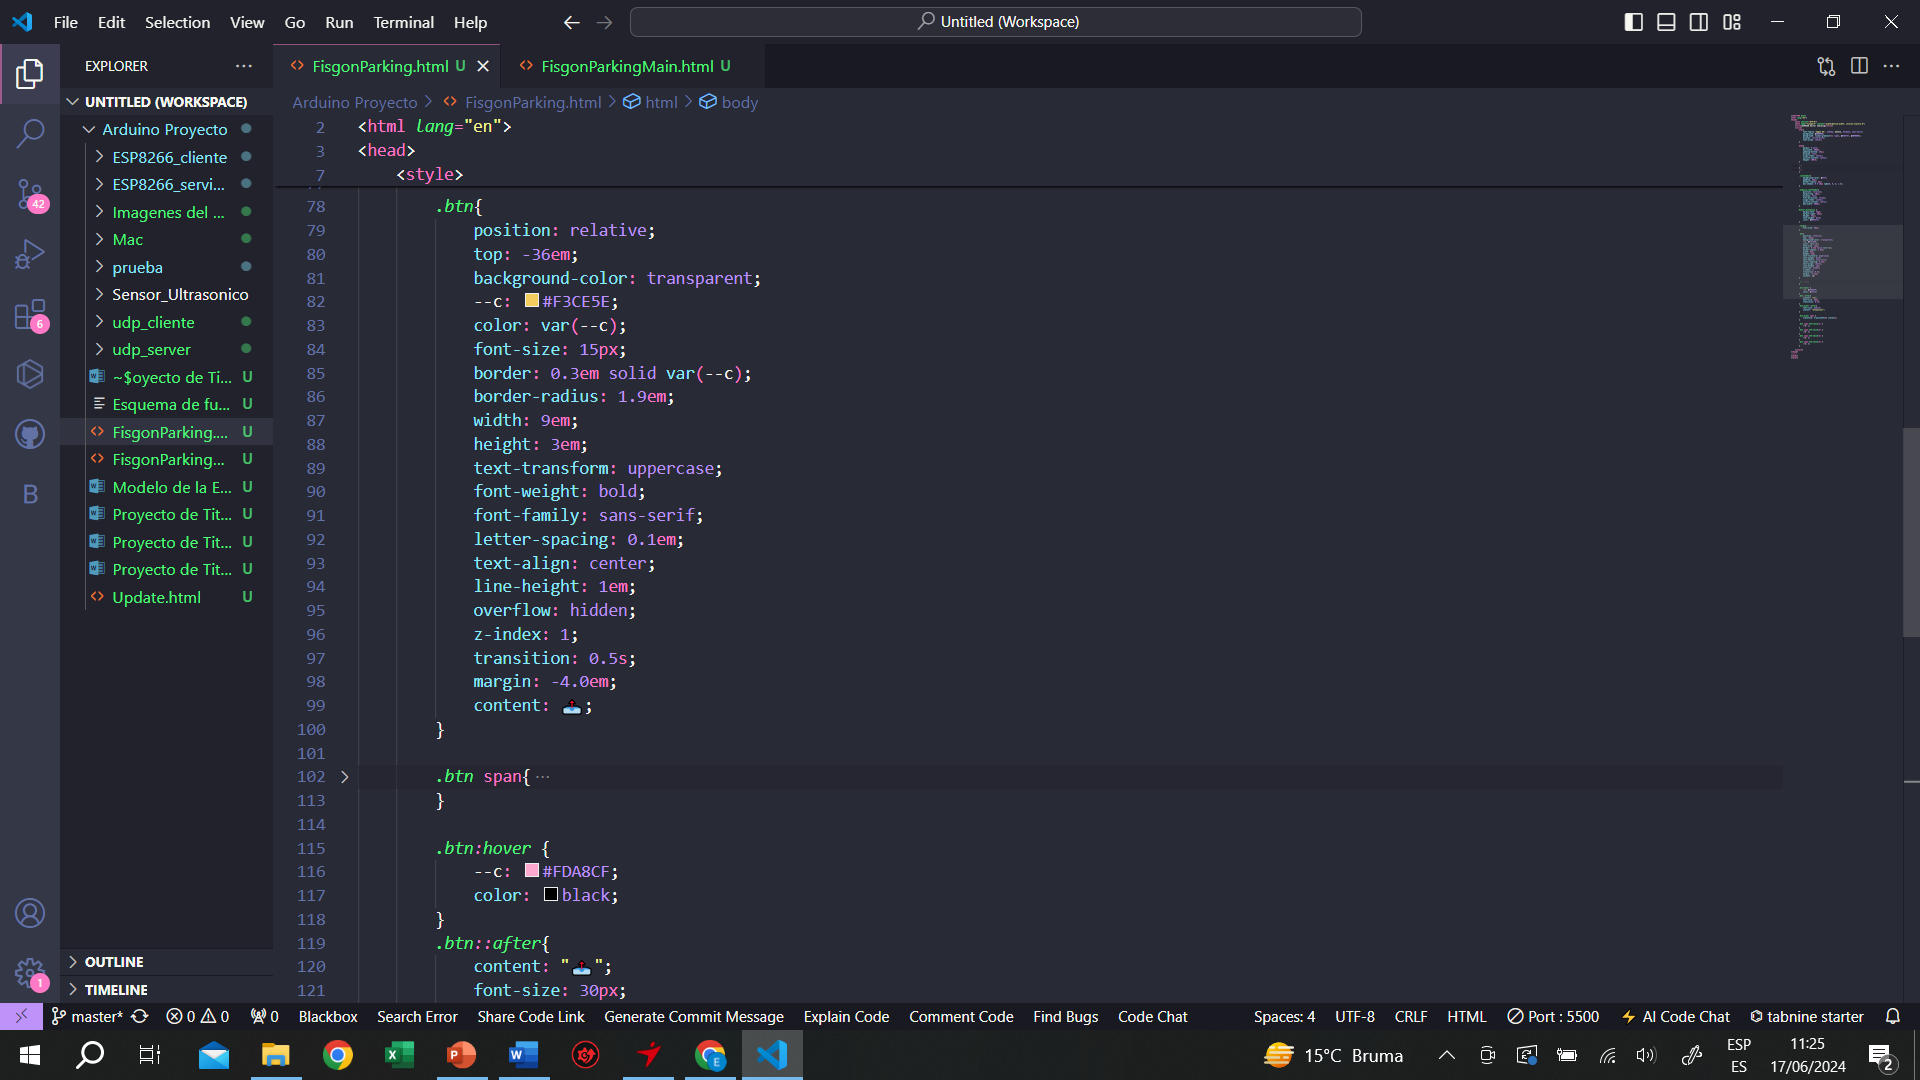 File Edit Selection View Go Run Terminal Help
Untitled (Workspace)
EXPLORER
FisgonParking.html U
FisgonParkingMain.html U
UNTITLED (WORKSPACE)
Arduino Proyecto
ESP8266_cliente
ESP8266_servi...
Imagenes del ...
Mac
prueba
Sensor_Ultrasonico
udp_cliente
udp_server
~$oyecto de Ti... U
Esquema de fu... U
FisgonParking.... U
FisgonParking... U
Modelo de la E... U
Proyecto de Tit... U
Proyecto de Tit... U
Proyecto de Tit... U
Update.html U
OUTLINE
TIMELINE
42
6
B
1
Arduino Proyecto > FisgonParking.html > html > body
2 <html lang="en">
3 <head>
7 <style>
78 .btn{
79 position: relative;
80 top: -36em;
81 background-color: transparent;
82 --c: #F3CE5E;
83 color: var(--c);
84 font-size: 15px;
85 border: 0.3em solid var(--c);
86 border-radius: 1.9em;
87 width: 9em;
88 height: 3em;
89 text-transform: uppercase;
90 font-weight: bold;
91 font-family: sans-serif;
92 letter-spacing: 0.1em;
93 text-align: center;
94 line-height: 1em;
95 overflow: hidden;
96 z-index: 1;
97 transition: 0.5s;
98 margin: -4.0em;
99 content: 📤;
100 }
101
102 .btn span{ ...
113 }
114
115 .btn:hover {
116 --c: #FDA8CF;
117 color: black;
118 }
119 .btn::after{
120 content: "📤";
121 font-size: 30px;
master* 0 0 0 Blackbox Search Error Share Code Link Generate Commit Message Explain Code Comment Code Find Bugs Code Chat
Spaces: 4 UTF-8 CRLF HTML Port : 5500 AI Code Chat tabnine starter
15°C Bruma
ESP
ES
11:25
17/06/2024
2